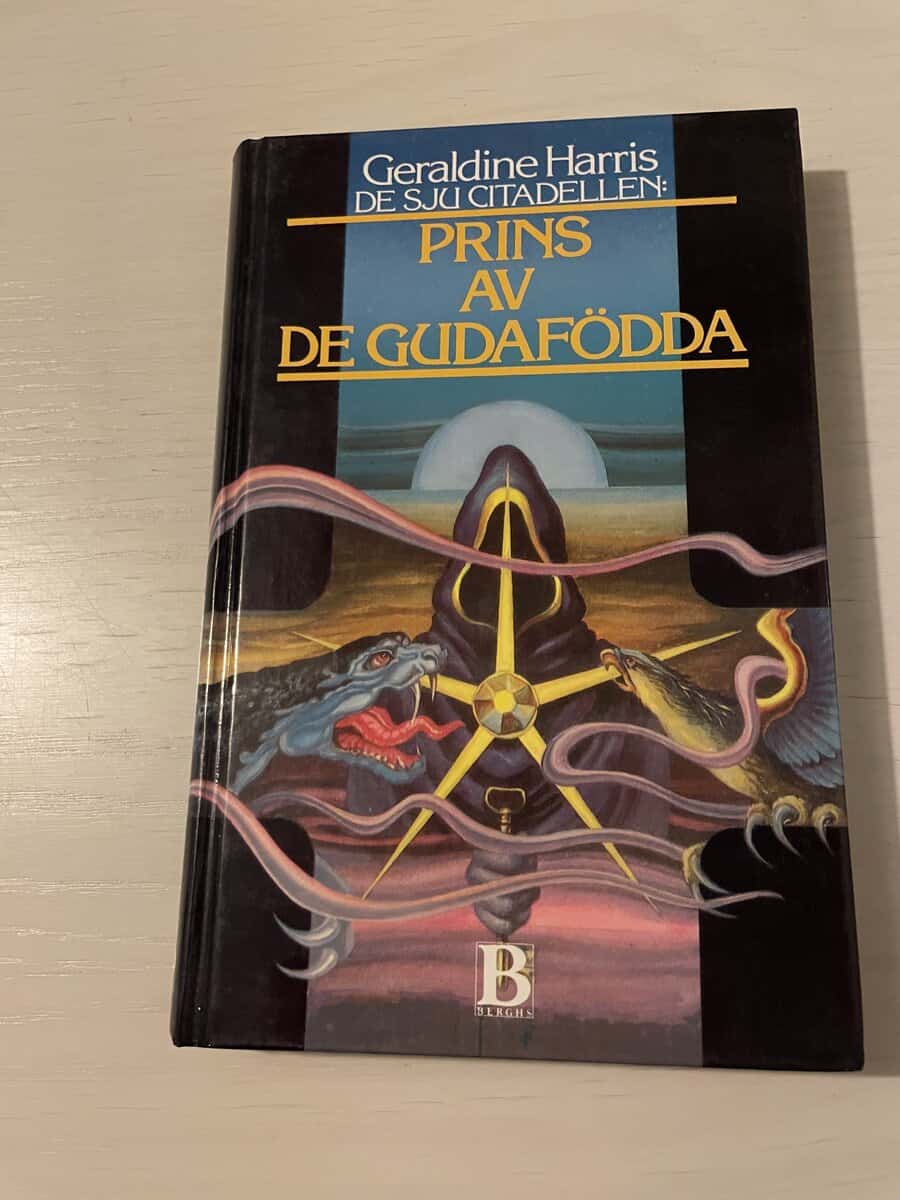 Geraldine Harris
DE SJU CITADELLEN:
PRINS
AV
DE GUDAFÖDDA
B
BERGHS